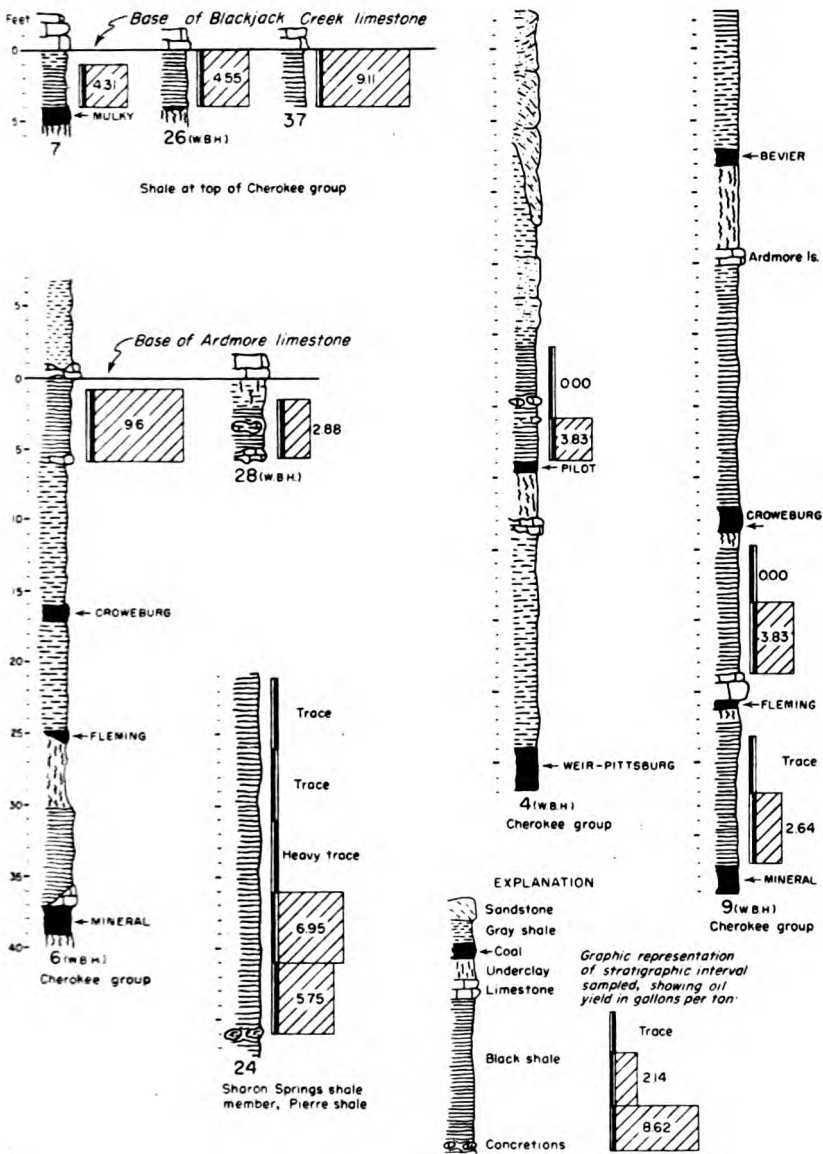 Feet
Base of Blackjack Creek limestone
0
5
4.31
4.55
9.11
MULKY
7
26 (W.B.H.)
37
Shale at top of Cherokee group
5
Base of Ardmore limestone
0
5
10
15
20
25
30
35
40
9.6
2.88
28 (W.B.H.)
CROWEBURG
FLEMING
MINERAL
6 (W.B.H.)
Cherokee group
Trace
Trace
Heavy trace
6.95
5.75
24
Sharon Springs shale
member, Pierre shale
0.00
3.83
PILOT
WEIR-PITTSBURG
4 (W.B.H.)
Cherokee group
BEVIER
Ardmore ls.
CROWEBURG
0.00
3.83
FLEMING
Trace
2.64
MINERAL
9 (W.B.H.)
Cherokee group
EXPLANATION
Sandstone
Gray shale
Coal
Underclay
Limestone
Black shale
Concretions
Graphic representation
of stratigraphic interval
sampled, showing oil
yield in gallons per ton.
Trace
2.14
8.62